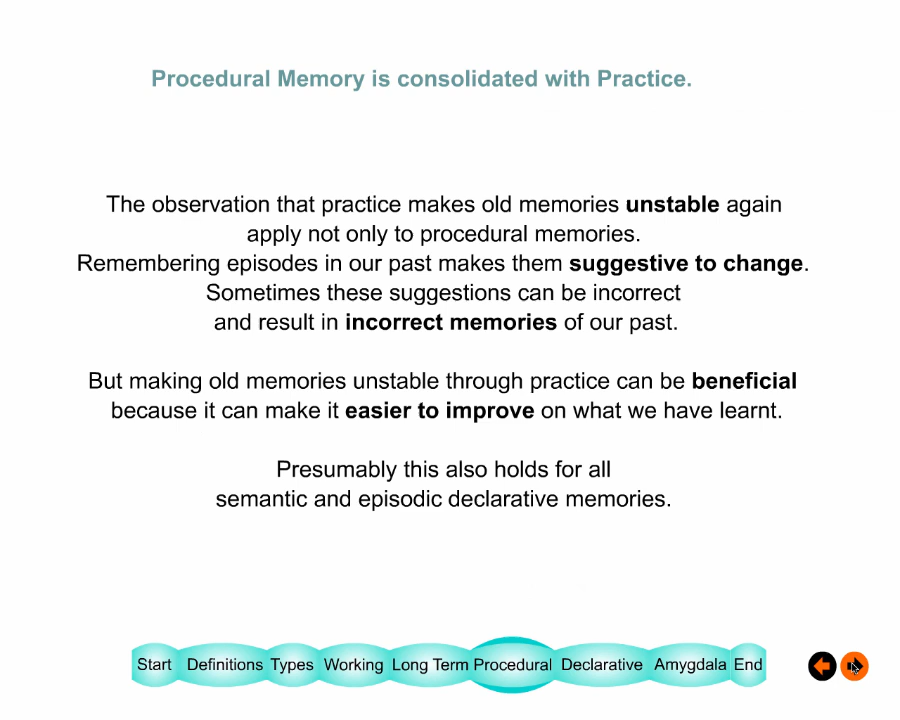 Procedural Memory is consolidated with Practice.
The observation that practice makes old memories unstable again
apply not only to procedural memories.
Remembering episodes in our past makes them suggestive to change.
Sometimes these suggestions can be incorrect
and result in incorrect memories of our past.
But making old memories unstable through practice can be beneficial
because it can make it easier to improve on what we have learnt.
Presumably this also holds for all
semantic and episodic declarative memories.
Start Definitions Types Working Long Term Procedural Declarative Amygdala End